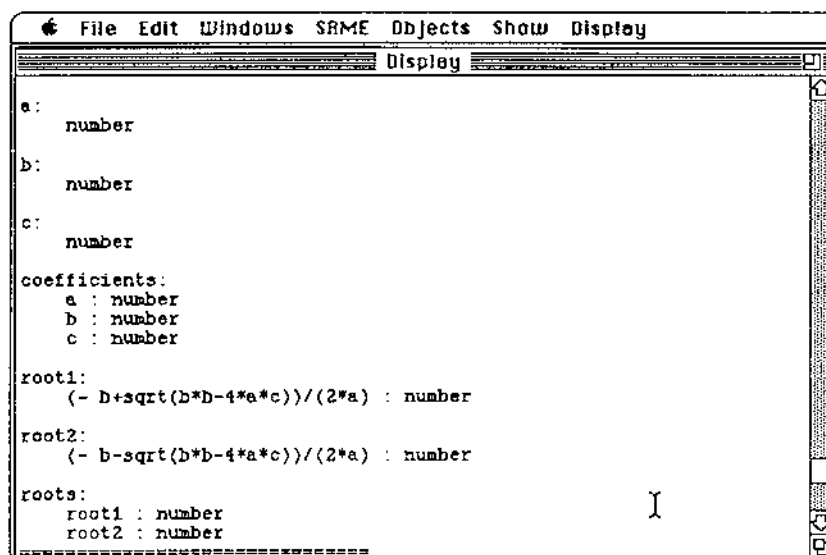 File Edit Windows SAME Objects Show Display
Display
a:
number
b:
number
c:
number
coefficients:
a : number
b : number
c : number
root1:
(- b+sqrt(b*b-4*a*c))/(2*a) : number
root2:
(- b-sqrt(b*b-4*a*c))/(2*a) : number
roots:
root1 : number
root2 : number
==============================